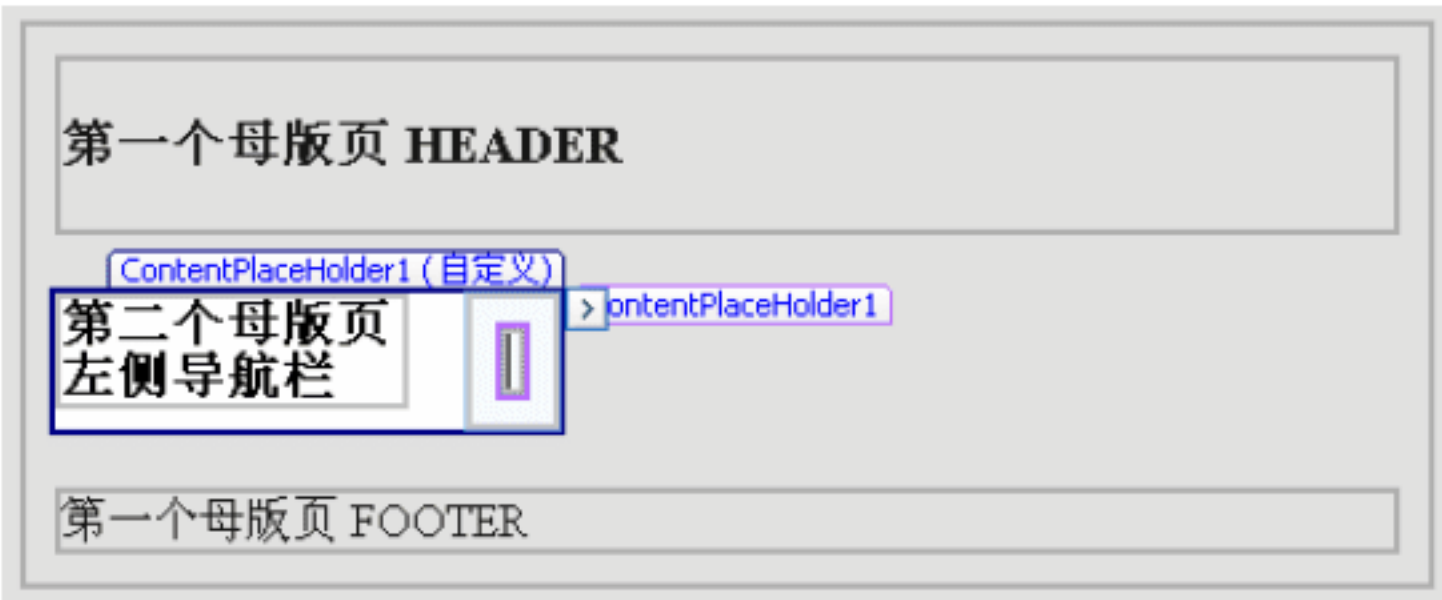 第一个母版页 HEADER
ContentPlaceHolder1 (自定义)
ontentPlaceHolder1
第二个母版页
左侧导航栏
第一个母版页 FOOTER